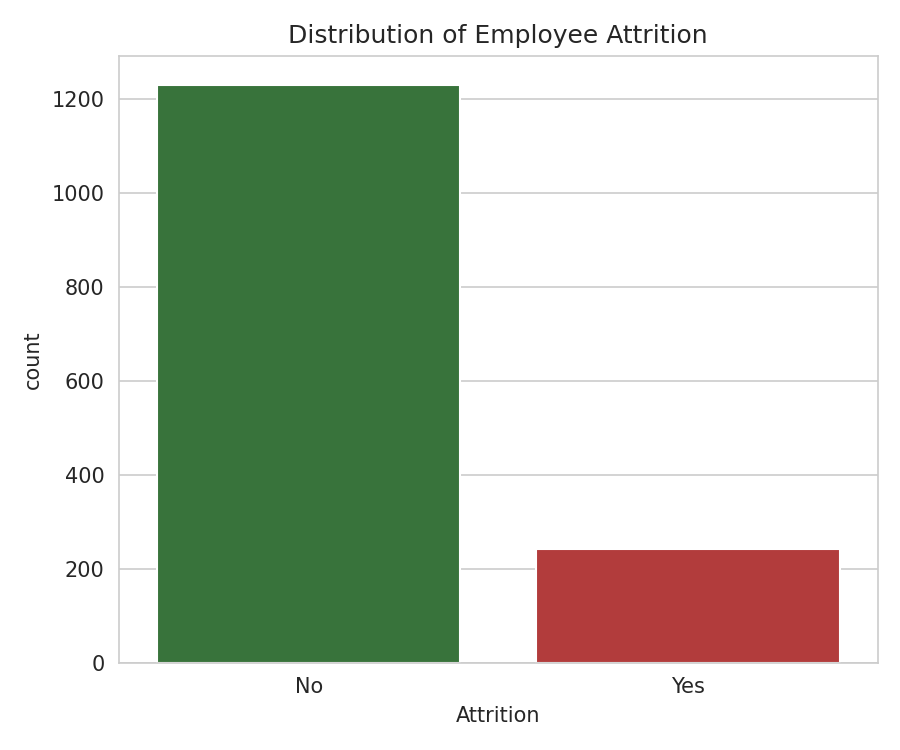 Distribution of Employee Attrition
1200
1000
800
600
400
200
0
count
No Yes
Attrition